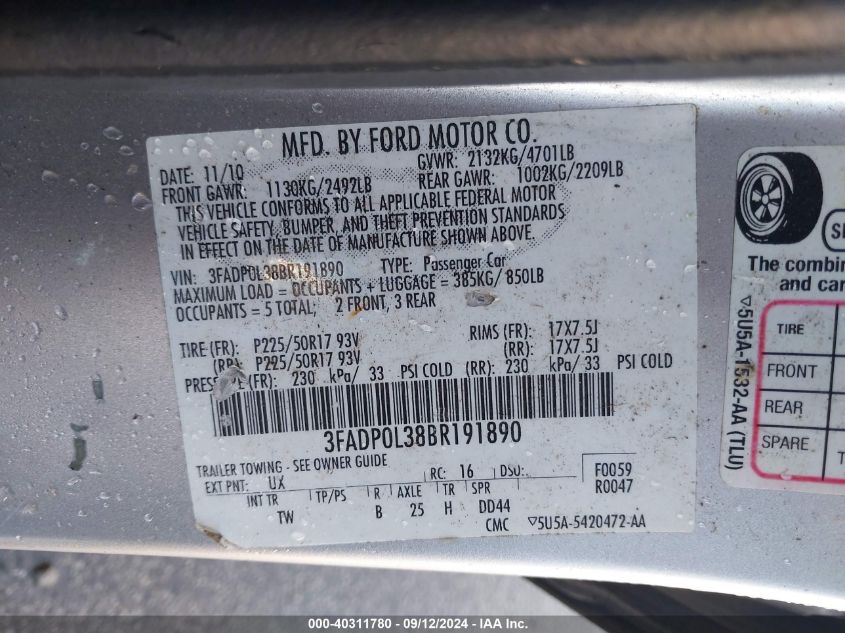 MFD. BY FORD MOTOR CO.
DATE: 11/10 GVWR: 2132KG/4701LB
FRONT GAWR: 1130KG/2492LB REAR GAWR: 1002KG/2209LB
THIS VEHICLE CONFORMS TO ALL APPLICABLE FEDERAL MOTOR
VEHICLE SAFETY, BUMPER, AND THEFT PREVENTION STANDARDS
IN EFFECT ON THE DATE OF MANUFACTURE SHOWN ABOVE.
VIN: 3FADP0L38BR191890 TYPE: Passenger Car
MAXIMUM LOAD = OCCUPANTS + LUGGAGE = 385KG/ 850LB
OCCUPANTS = 5 TOTAL; 2 FRONT, 3 REAR
TIRE (FR): P225/50R17 93V RIMS (FR): 17X7.5J
(RR): P225/50R17 93V (RR): 17X7.5J
PRESSURE (FR): 230 kPa/ 33 PSI COLD (RR): 230 kPa/ 33 PSI COLD
3FADP0L38BR191890
TRAILER TOWING - SEE OWNER GUIDE
EXT PNT: UX RC: 16 DSO: F0059
R0047
INT TR TP/PS R AXLE TR SPR
TW B 25 H DD44
CMC ▽5U5A-5420472-AA
The combin
and car
TIRE
FRONT
REAR
SPARE
▽5U5A-1532-AA (TLU)
000-40311780 - 09/12/2024 - IAA Inc.